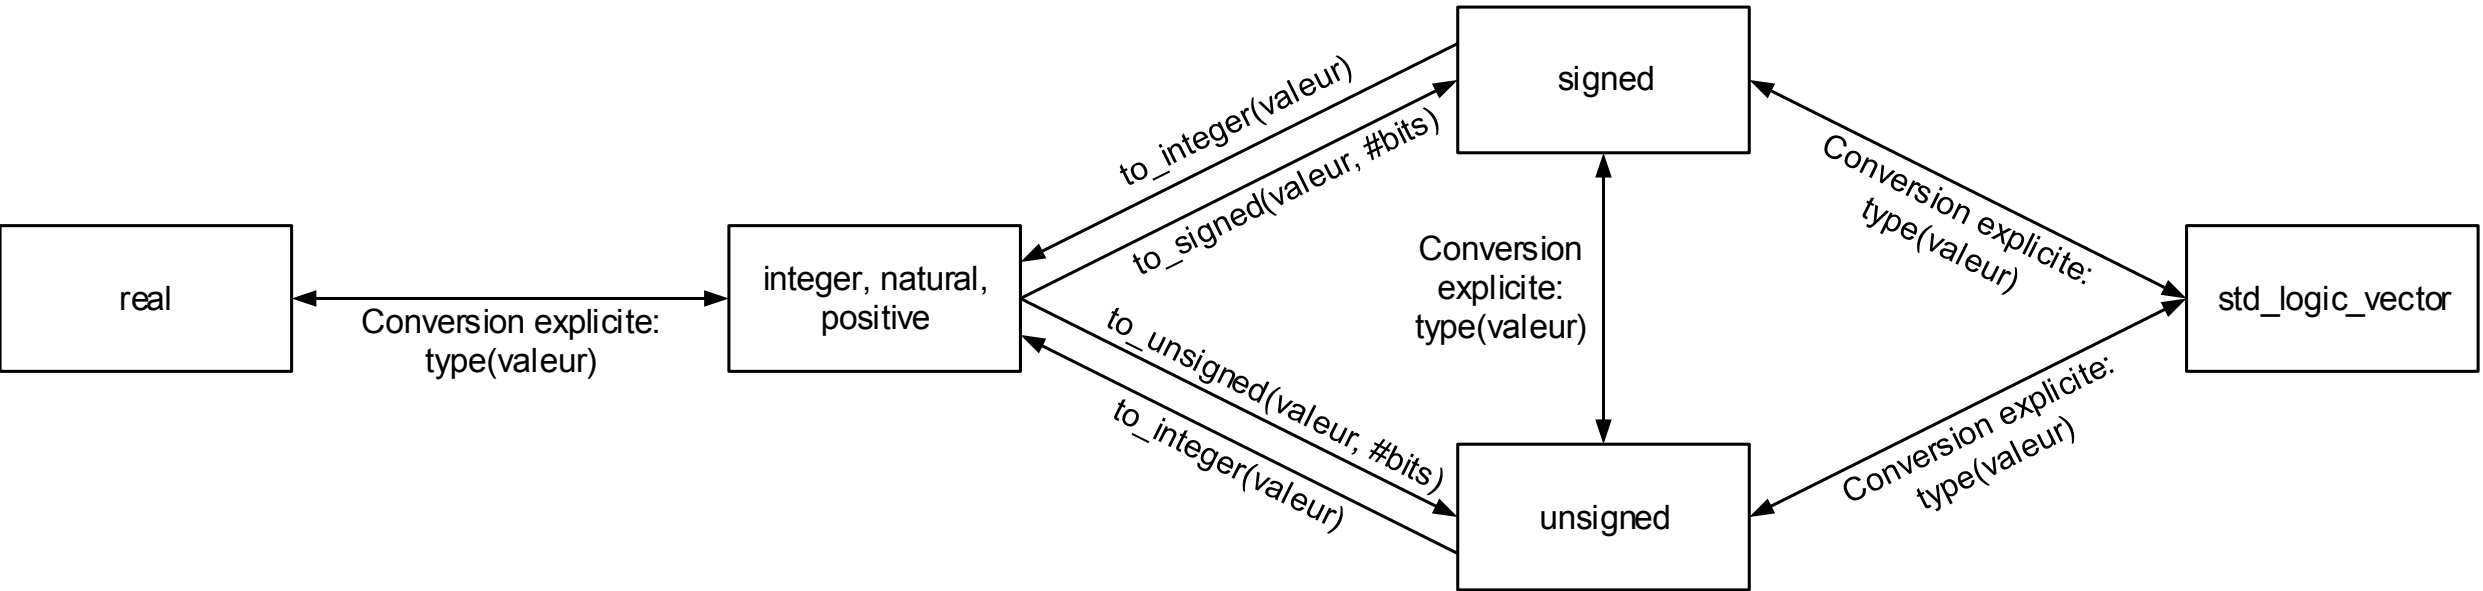 real
Conversion explicite:
type(valeur)
integer, natural,
positive
to_integer(valeur)
to_signed(valeur, #bits)
to_unsigned(valeur, #bits)
to_integer(valeur)
signed
Conversion
explicite:
type(valeur)
unsigned
Conversion explicite:
type(valeur)
Conversion explicite:
type(valeur)
std_logic_vector